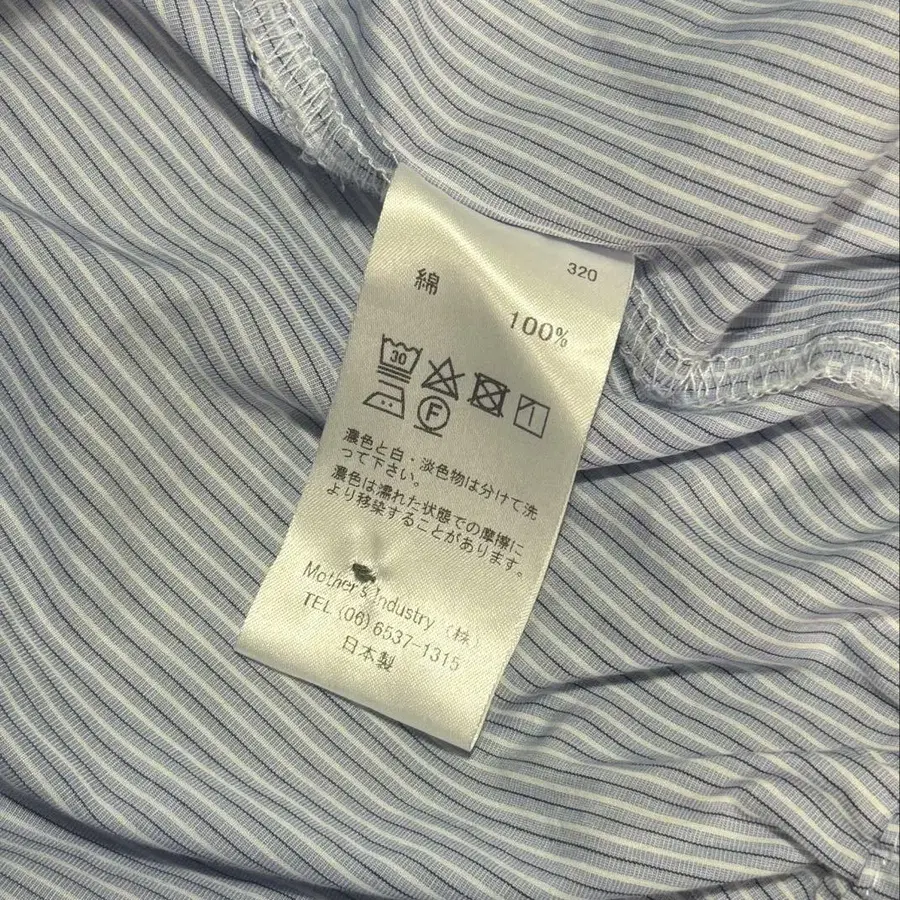 320
綿
100%
30
F
濃色と白・淡色物は分けて洗
って下さい。
濃色は濡れた状態での摩擦に
より移染することがあります。
Mother's Industry (株)
TEL (06) 6537-1315
日本製